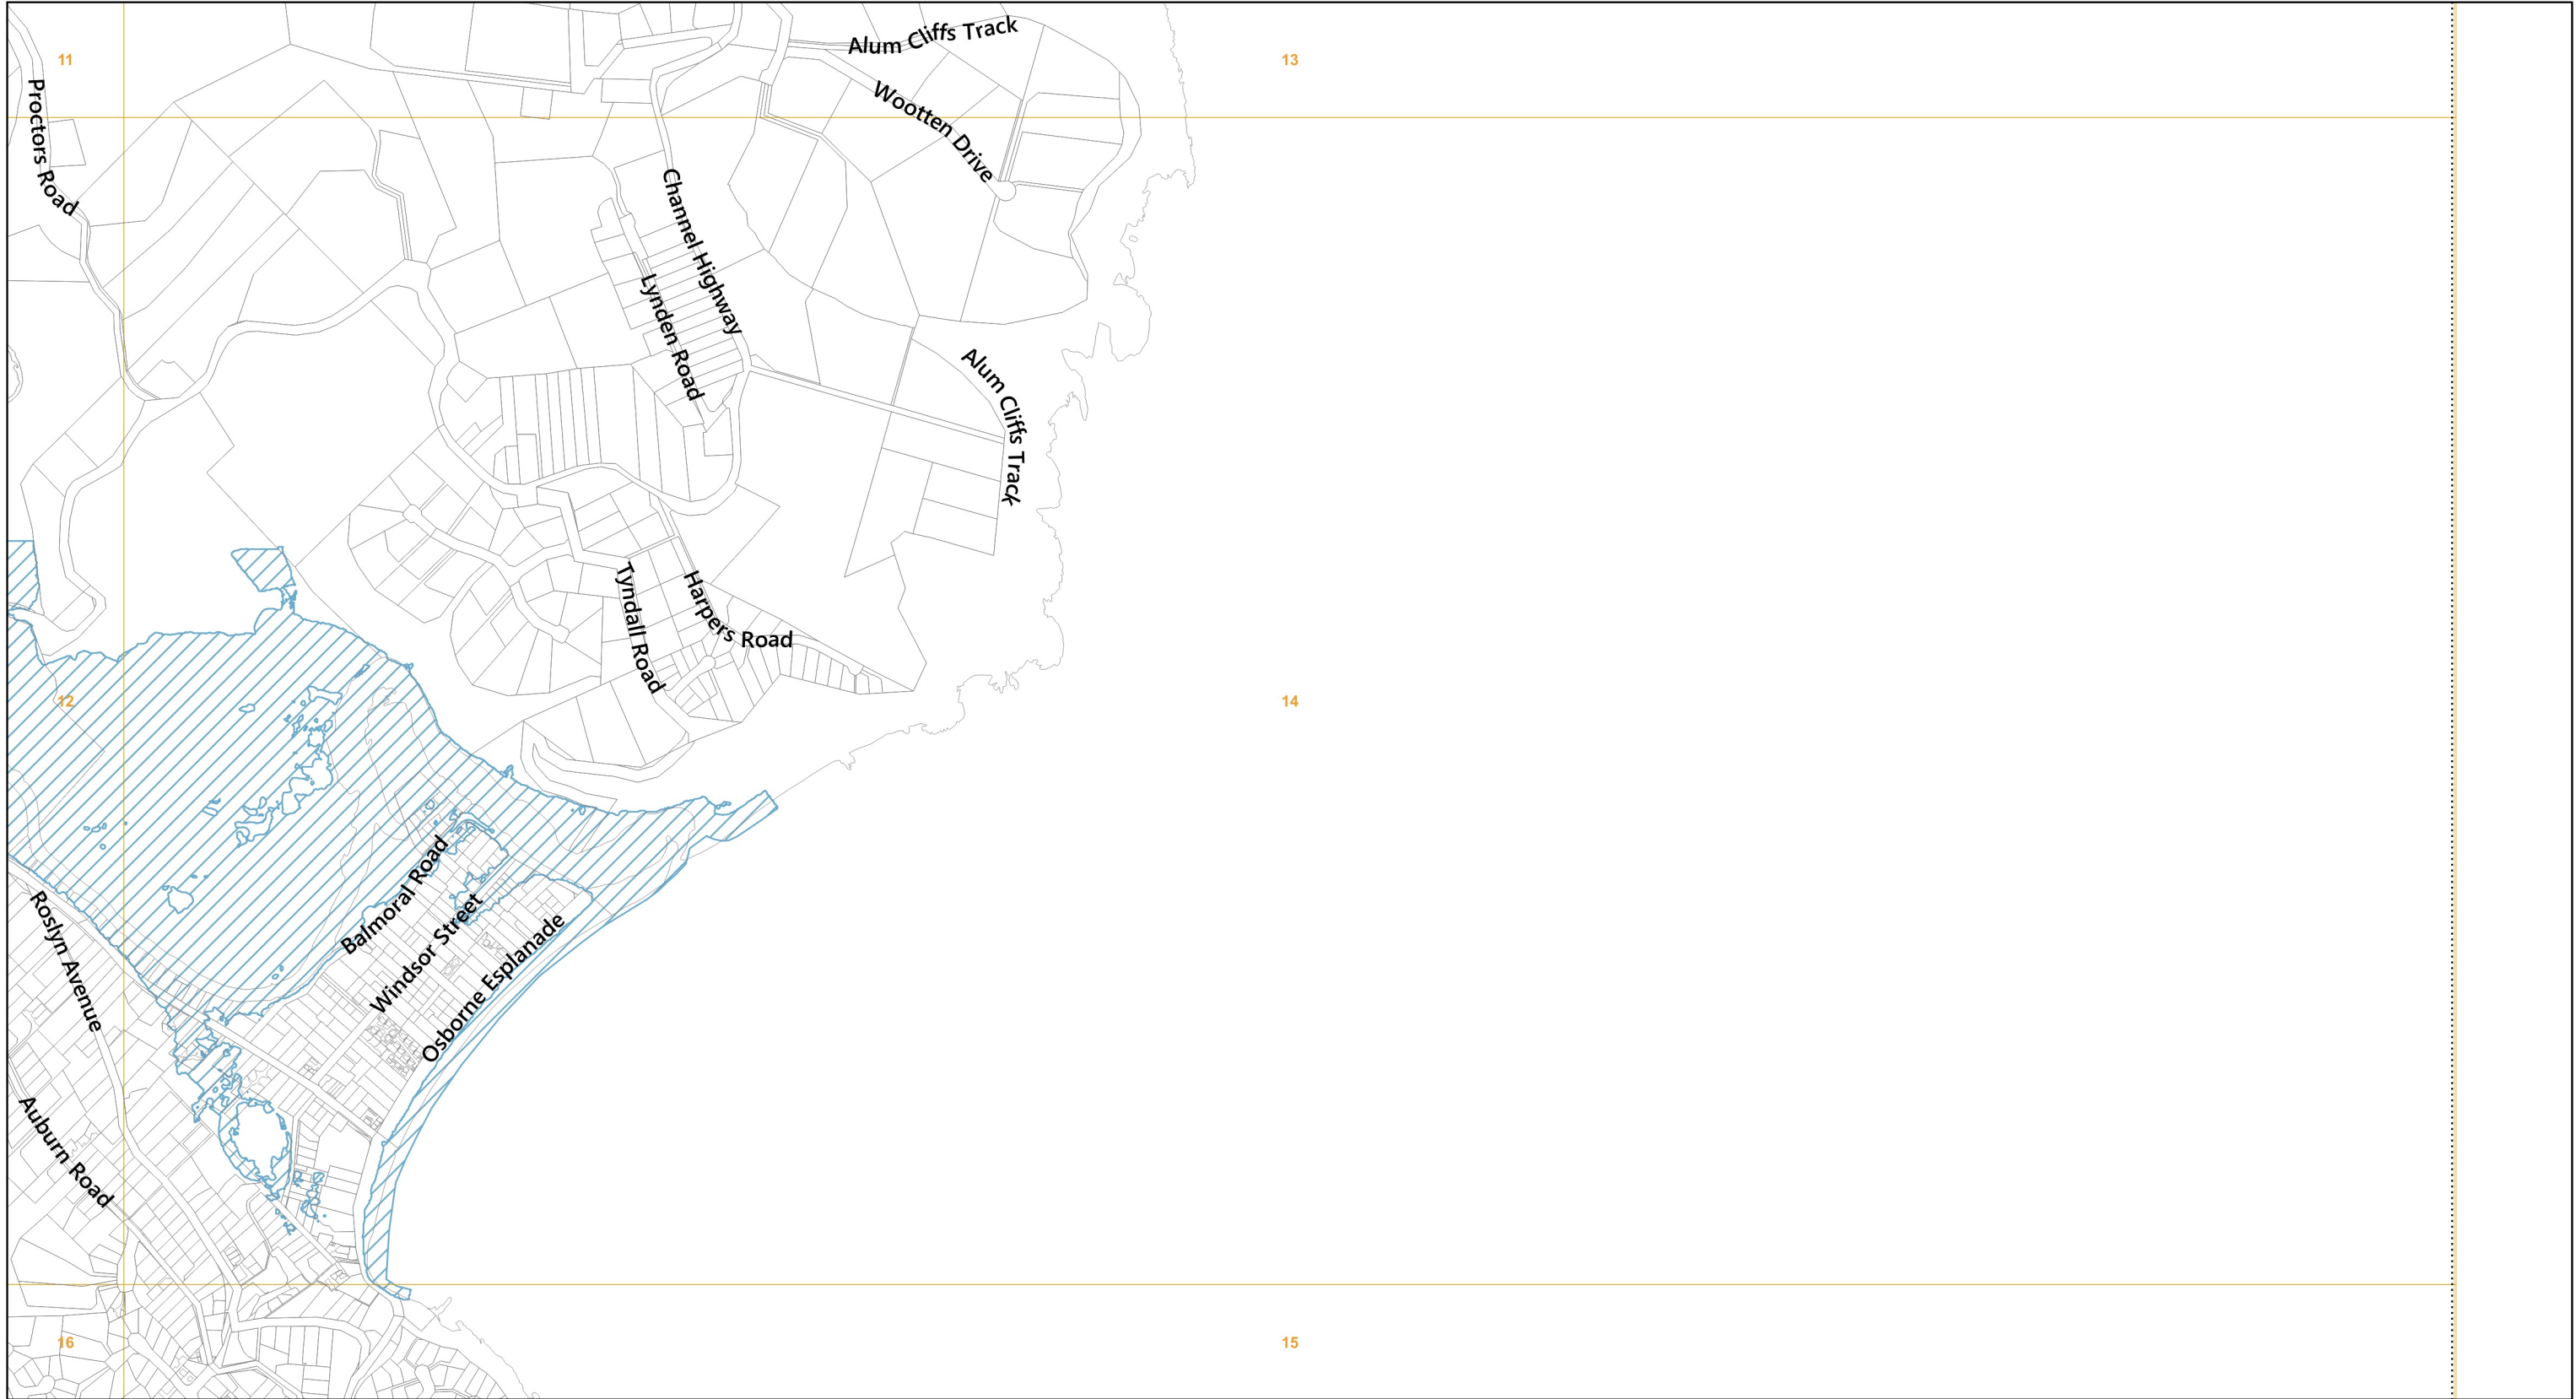 Alum Cliffs Track
11
13
Proctors Road
Wootten Drive
Channel Highway
Lynden Road
Alum Cliffs Track
Tyndall Road
Harpers Road
12
14
Balmoral Road
Windsor Street
Osborne Esplanade
Roslyn Avenue
Auburn Road
16
15